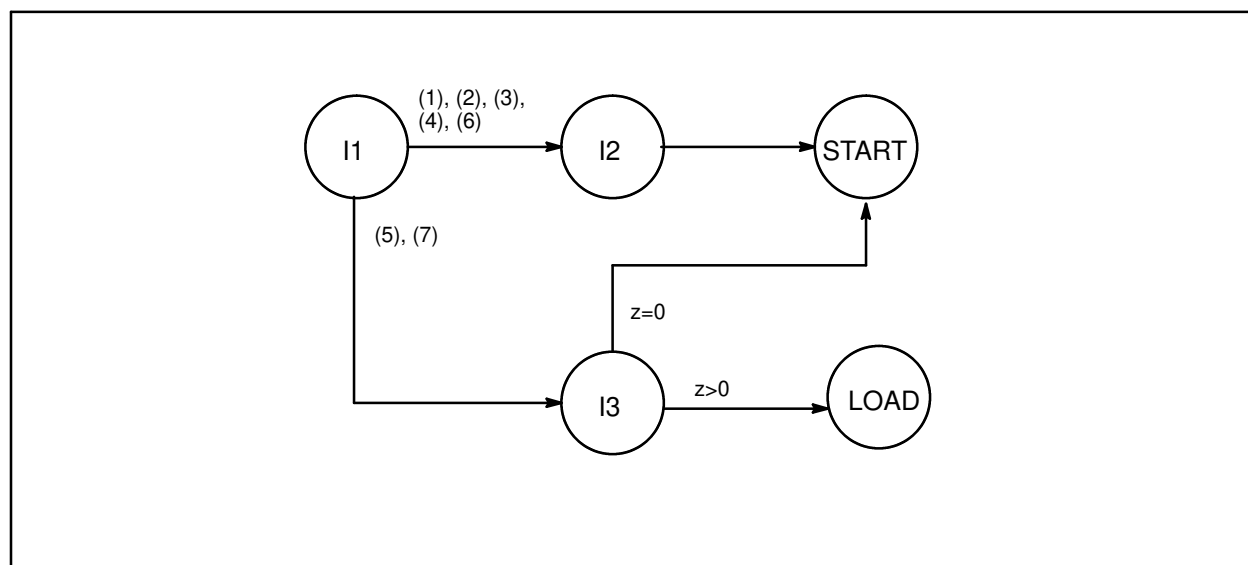 (1), (2), (3),
(4), (6)
I1
I2
START
(5), (7)
z=0
z>0
I3
LOAD